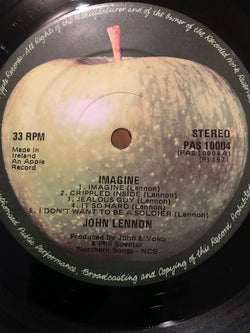 Apple Records · All Rights of the Manufacturer and of the Owner of the Recorded Work
33 RPM
STEREO
PAS 10004
(PAS 10004 A)
(P) 1971
Made in
Ireland
An Apple
Record
IMAGINE
1. IMAGINE (Lennon)
2. CRIPPLED INSIDE (Lennon)
3. JEALOUS GUY (Lennon)
4. IT SO HARD (Lennon)
5. I DON'T WANT TO BE A SOLDIER (Lennon)
JOHN LENNON
Produced by John & Yoko
& Phil Spector
Northern Songs - NCB
Public Performance, Broadcasting and Copying of this Record